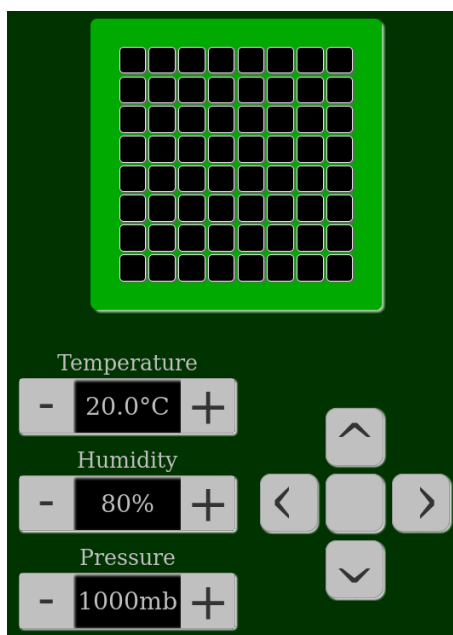 Temperature
- 20.0°C +
Humidity
- 80% +
Pressure
- 1000mb +